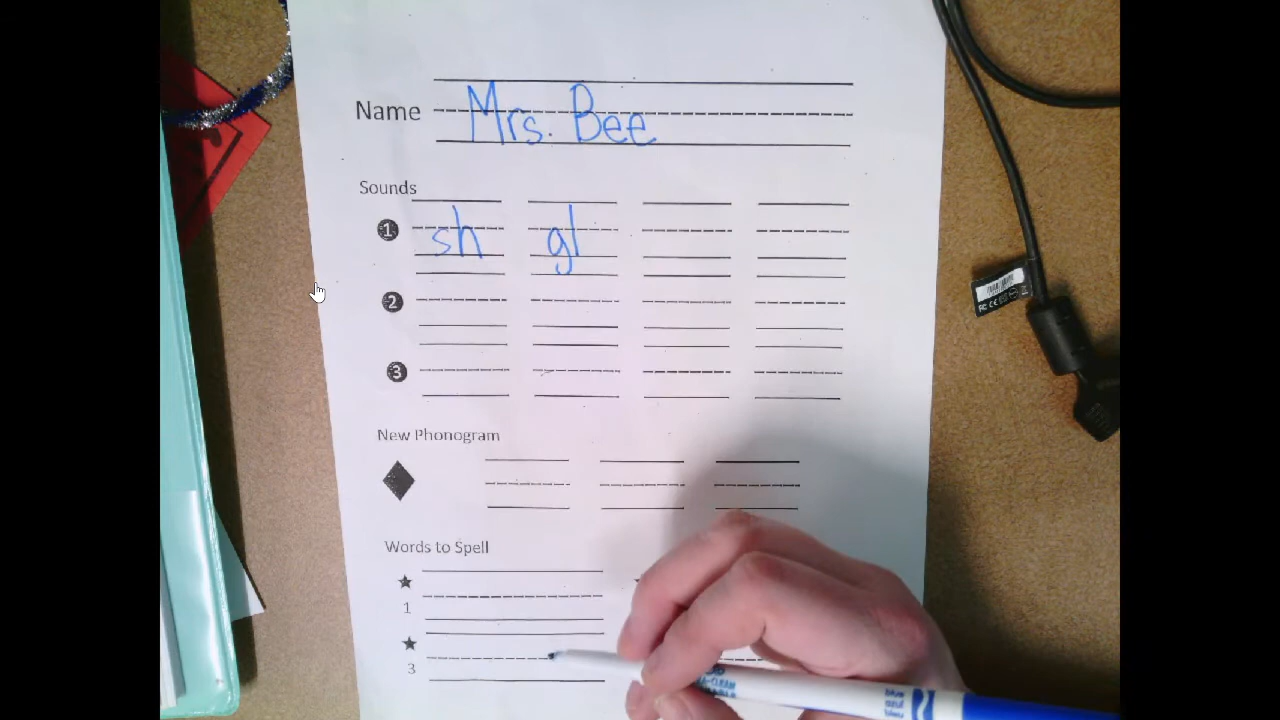 Name Mrs. Bee
Sounds
1 sh gl
2
3
New Phonogram
Words to Spell
1
3